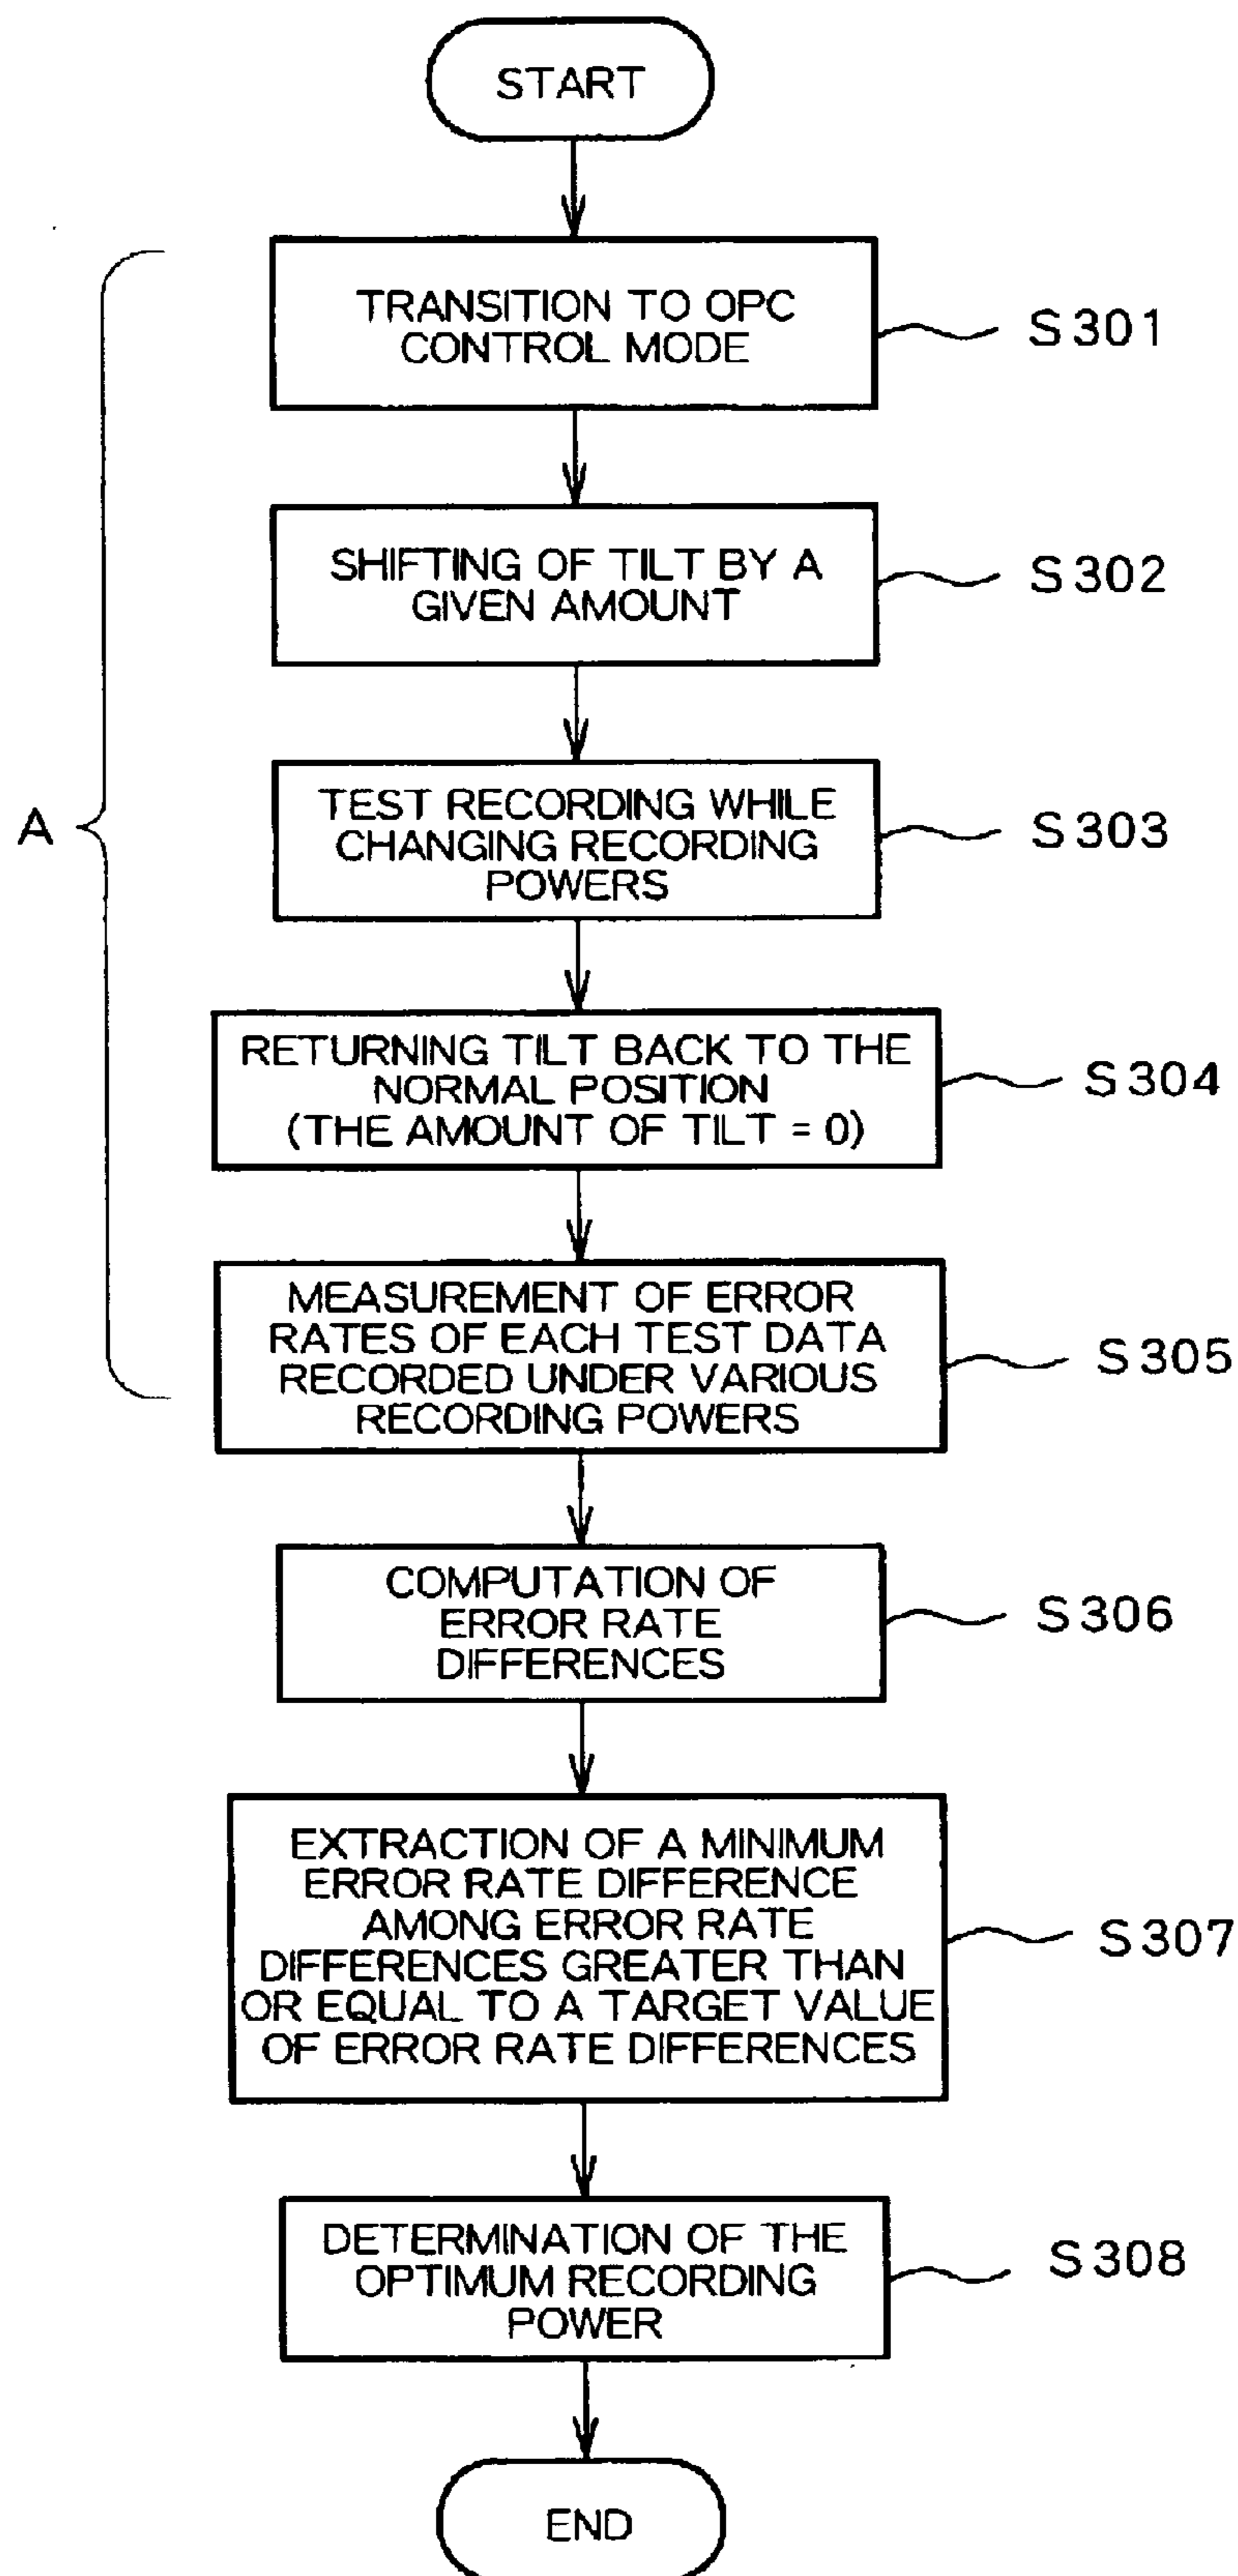 START
TRANSITION TO OPC
CONTROL MODE
S301
SHIFTING OF TILT BY A
GIVEN AMOUNT
S302
TEST RECORDING WHILE
CHANGING RECORDING
POWERS
S303
A
RETURNING TILT BACK TO THE
NORMAL POSITION
(THE AMOUNT OF TILT = 0)
S304
MEASUREMENT OF ERROR
RATES OF EACH TEST DATA
RECORDED UNDER VARIOUS
RECORDING POWERS
S305
COMPUTATION OF
ERROR RATE
DIFFERENCES
S306
EXTRACTION OF A MINIMUM
ERROR RATE DIFFERENCE
AMONG ERROR RATE
DIFFERENCES GREATER THAN
OR EQUAL TO A TARGET VALUE
OF ERROR RATE DIFFERENCES
S307
DETERMINATION OF THE
OPTIMUM RECORDING
POWER
S308
END